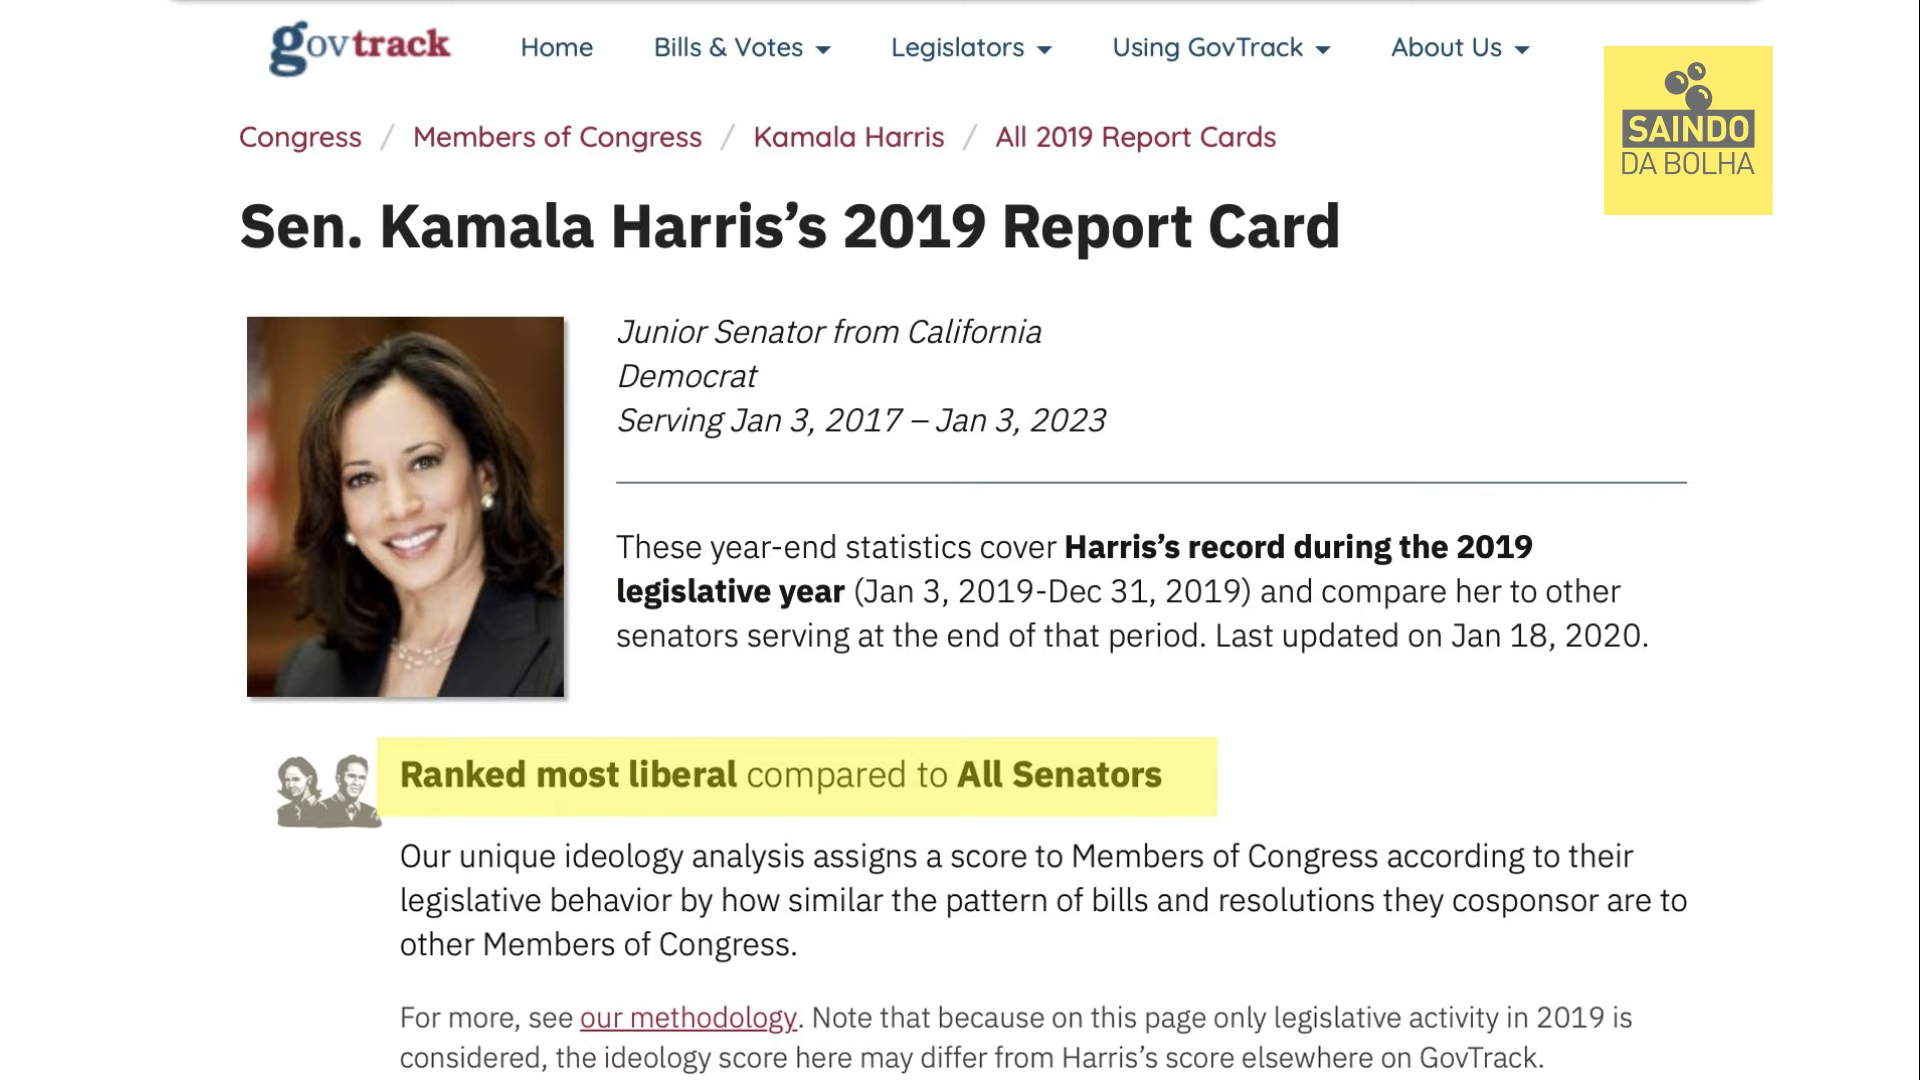 govtrack Home Bills & Votes Legislators Using GovTrack About Us
SAINDO
DA BOLHA
Congress / Members of Congress / Kamala Harris / All 2019 Report Cards
Sen. Kamala Harris’s 2019 Report Card
Junior Senator from California
Democrat
Serving Jan 3, 2017 – Jan 3, 2023
These year-end statistics cover Harris’s record during the 2019
legislative year (Jan 3, 2019-Dec 31, 2019) and compare her to other
senators serving at the end of that period. Last updated on Jan 18, 2020.
Ranked most liberal compared to All Senators
Our unique ideology analysis assigns a score to Members of Congress according to their
legislative behavior by how similar the pattern of bills and resolutions they cosponsor are to
other Members of Congress.
For more, see our methodology. Note that because on this page only legislative activity in 2019 is
considered, the ideology score here may differ from Harris’s score elsewhere on GovTrack.